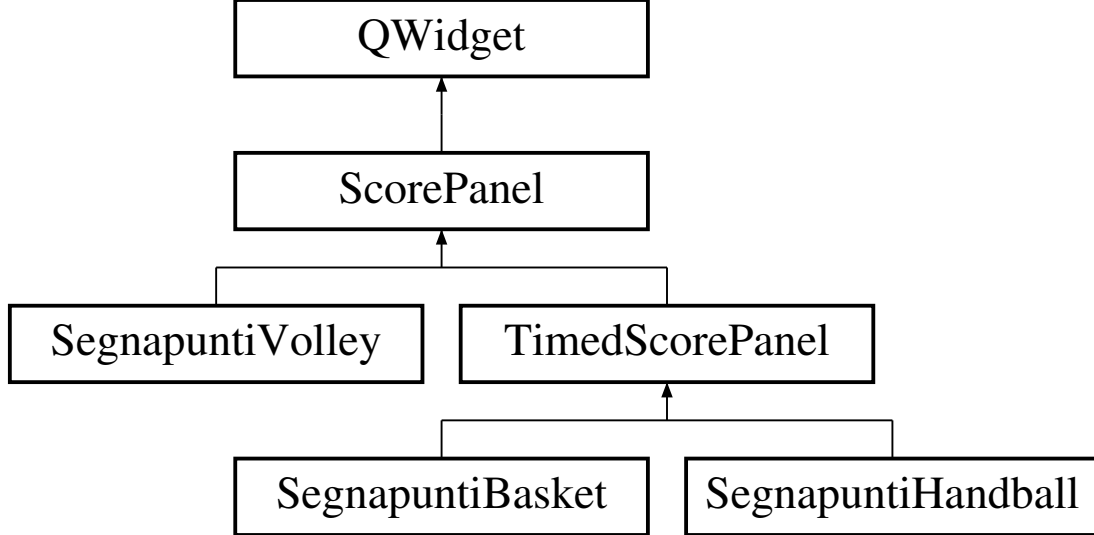 QWidget
ScorePanel
SegnapuntiVolley
TimedScorePanel
SegnapuntiBasket
SegnapuntiHandball